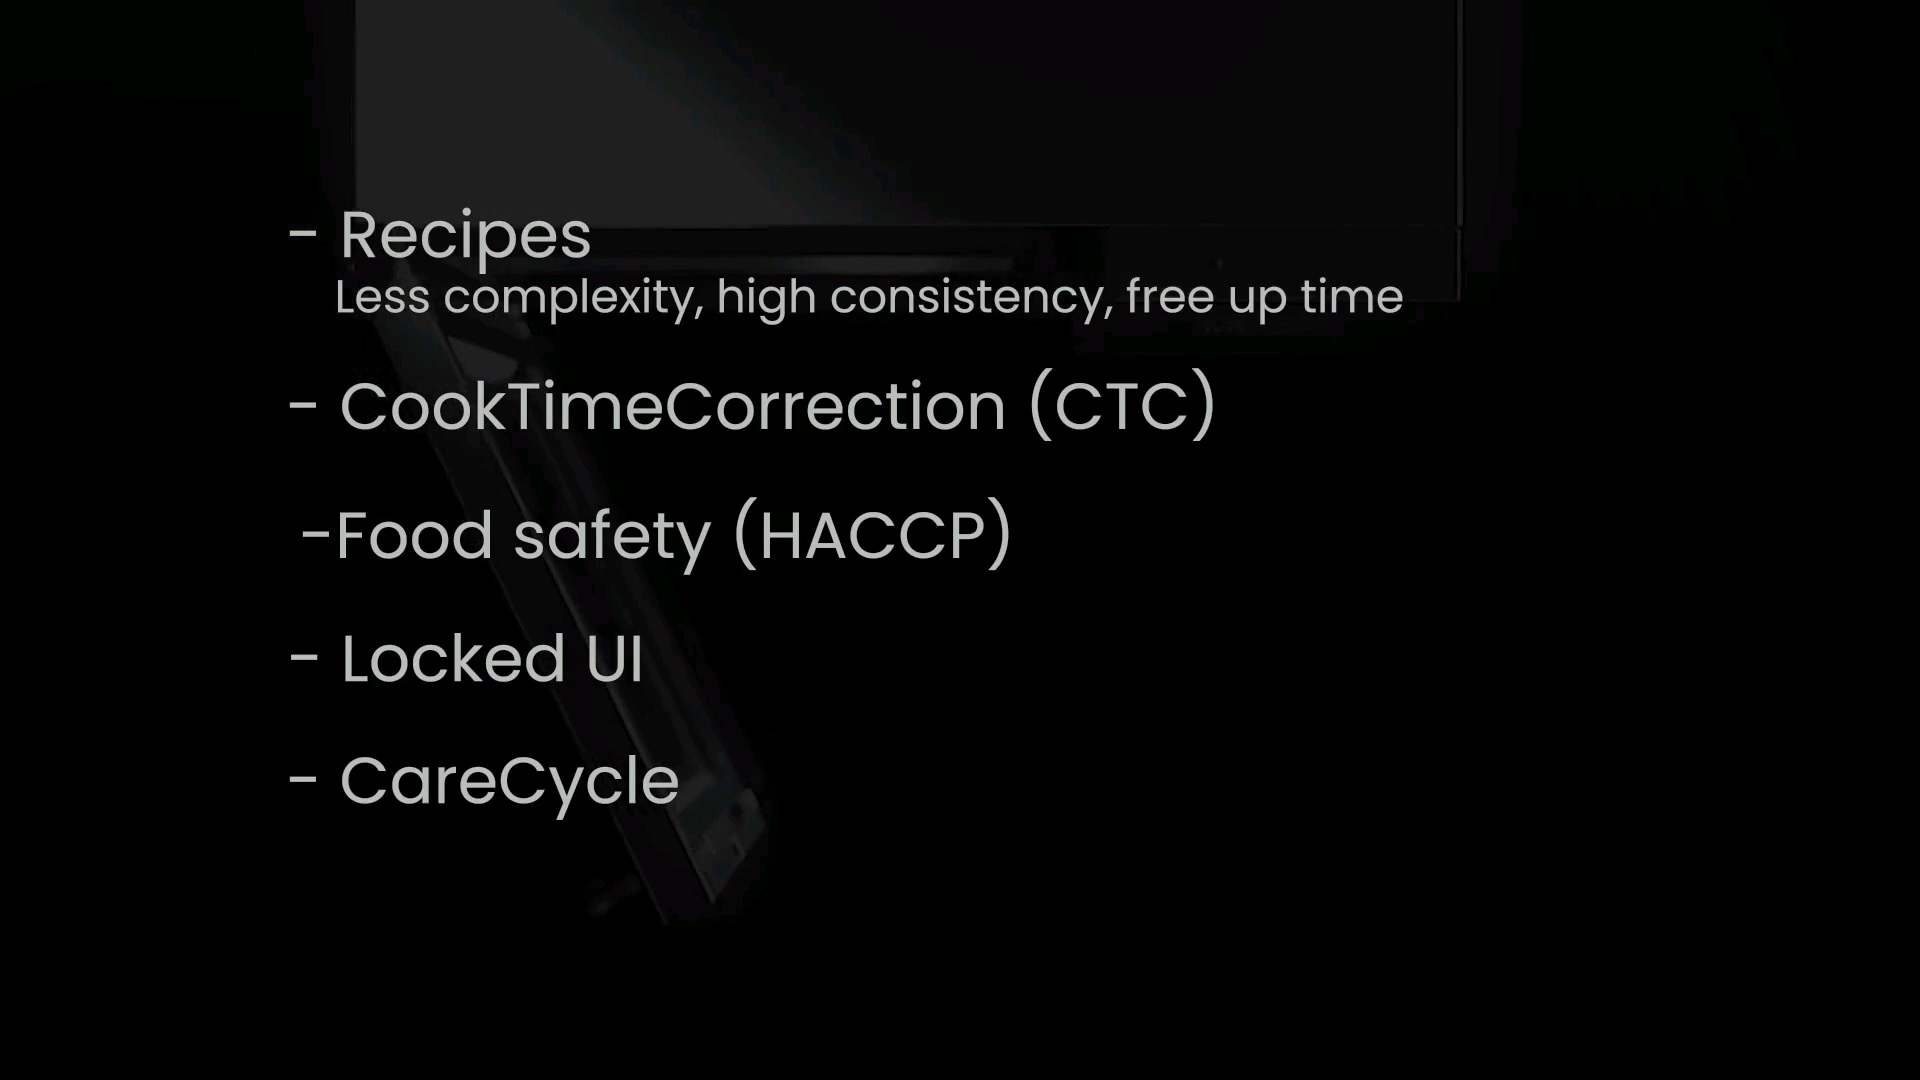 - Recipes
Less complexity, high consistency, free up time
- CookTimeCorrection (CTC)
-Food safety (HACCP)
- Locked UI
- CareCycle